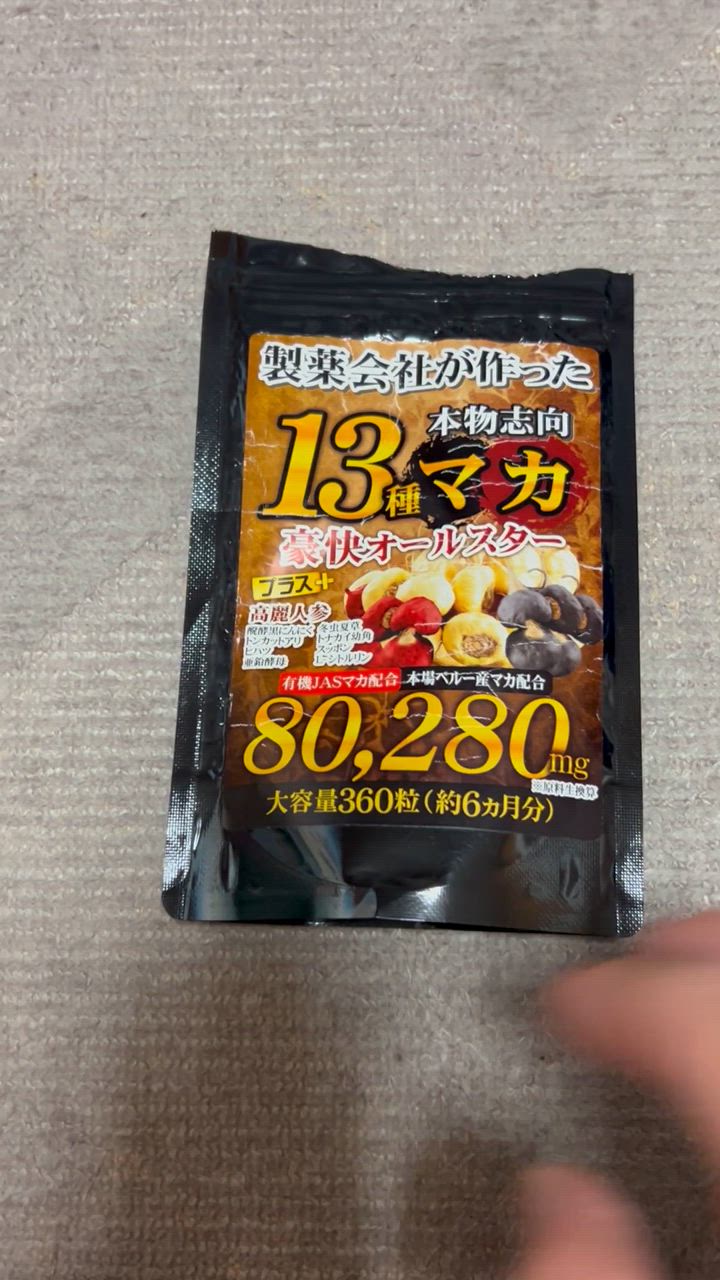 製薬会社が作った
本物志向
13種マカ
豪快オールスター
プラス+
高麗人参
醗酵黒にんにく 冬虫夏草
トンカットアリ トナカイ幼角
ヒハツ スッポン
亜鉛酵母 L-シトルリン
有機JASマカ配合 本場ペルー産マカ配合
80,280mg
※原料生換算
大容量360粒(約6ヵ月分)